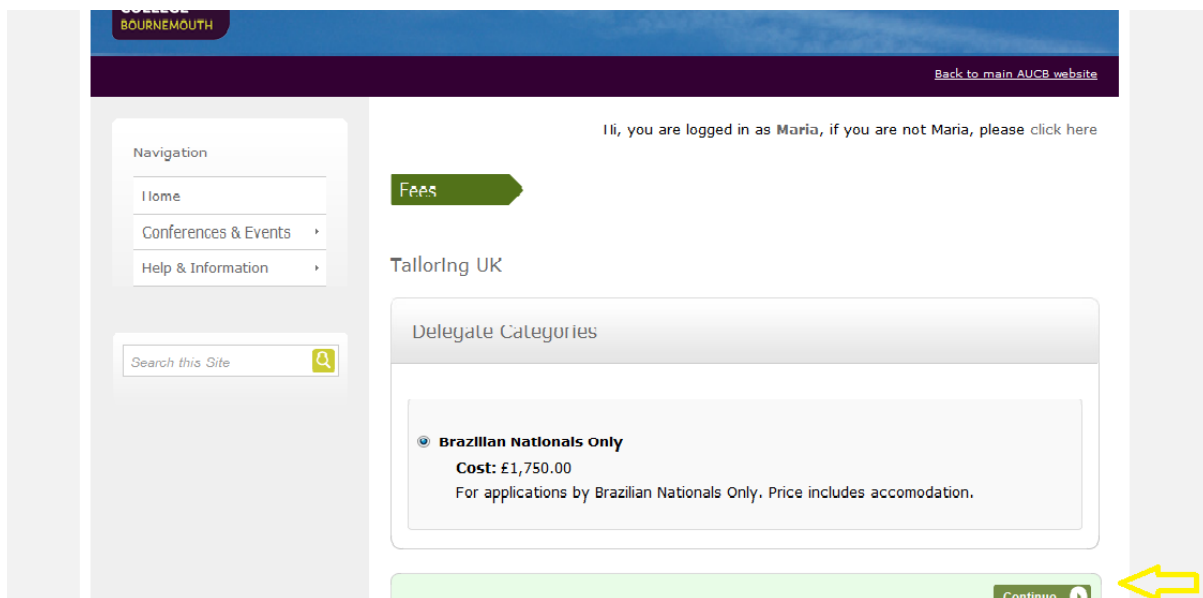 COLLEGE
BOURNEMOUTH
Back to main AUCB website
Hi, you are logged in as Maria, if you are not Maria, please click here
Navigation
Home
Conferences & Events
Help & Information
Search this Site
Fees
Tailoring UK
Delegate Categories
Brazilian Nationals Only
Cost: £1,750.00
For applications by Brazilian Nationals Only. Price includes accomodation.
Continue